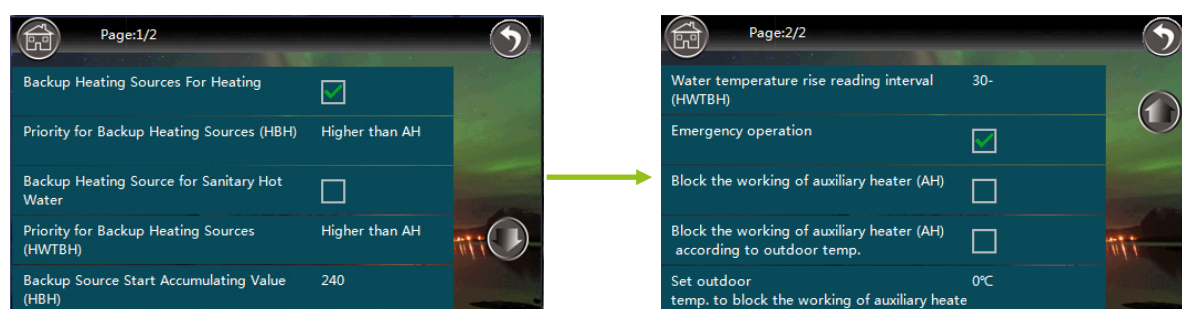 Page:1/2
Backup Heating Sources For Heating
Priority for Backup Heating Sources (HBH) Higher than AH
Backup Heating Source for Sanitary Hot
Water
Priority for Backup Heating Sources Higher than AH
(HWTBH)
Backup Source Start Accumulating Value 240
(HBH)
Page:2/2
Water temperature rise reading interval 30-
(HWTBH)
Emergency operation
Block the working of auxiliary heater (AH)
Block the working of auxiliary heater (AH)
according to outdoor temp.
Set outdoor 0℃
temp. to block the working of auxiliary heate